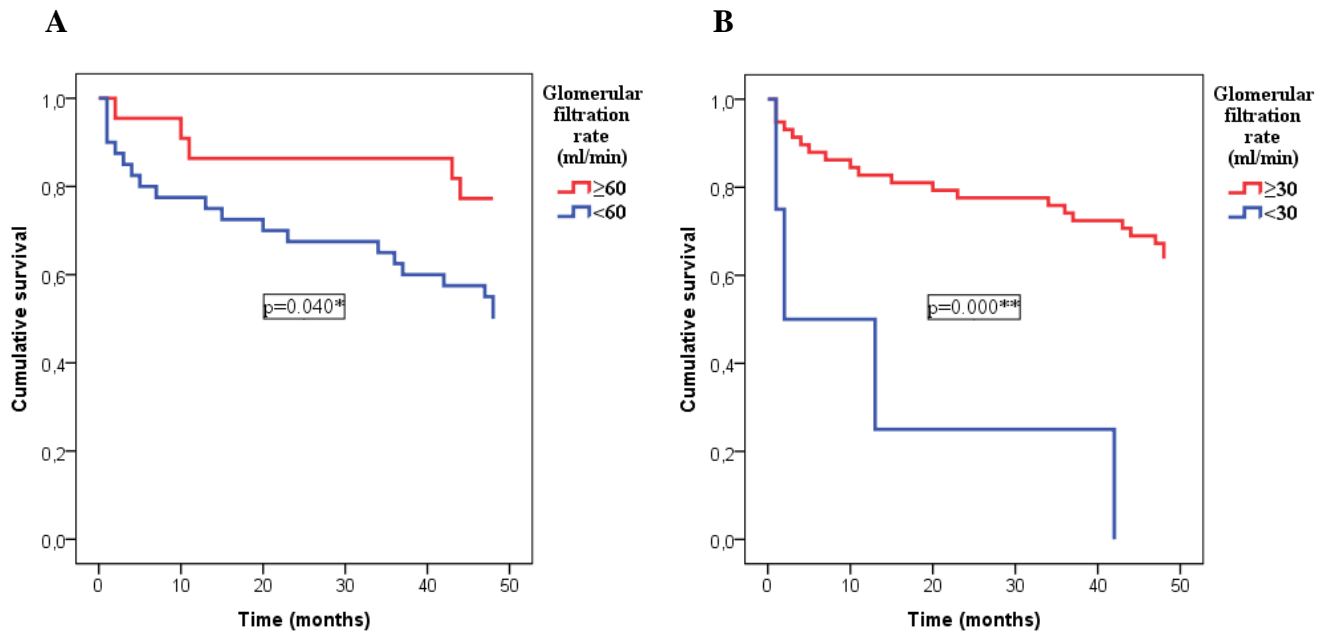 A
B
Glomerular
filtration
rate
(ml/min)
≥60
<60
1,0
0,8
0,6
0,4
0,2
0,0
Cumulative survival
p=0.040*
0 10 20 30 40 50
Time (months)
Glomerular
filtration
rate
(ml/min)
≥30
<30
1,0
0,8
0,6
0,4
0,2
0,0
Cumulative survival
p=0.000**
0 10 20 30 40 50
Time (months)